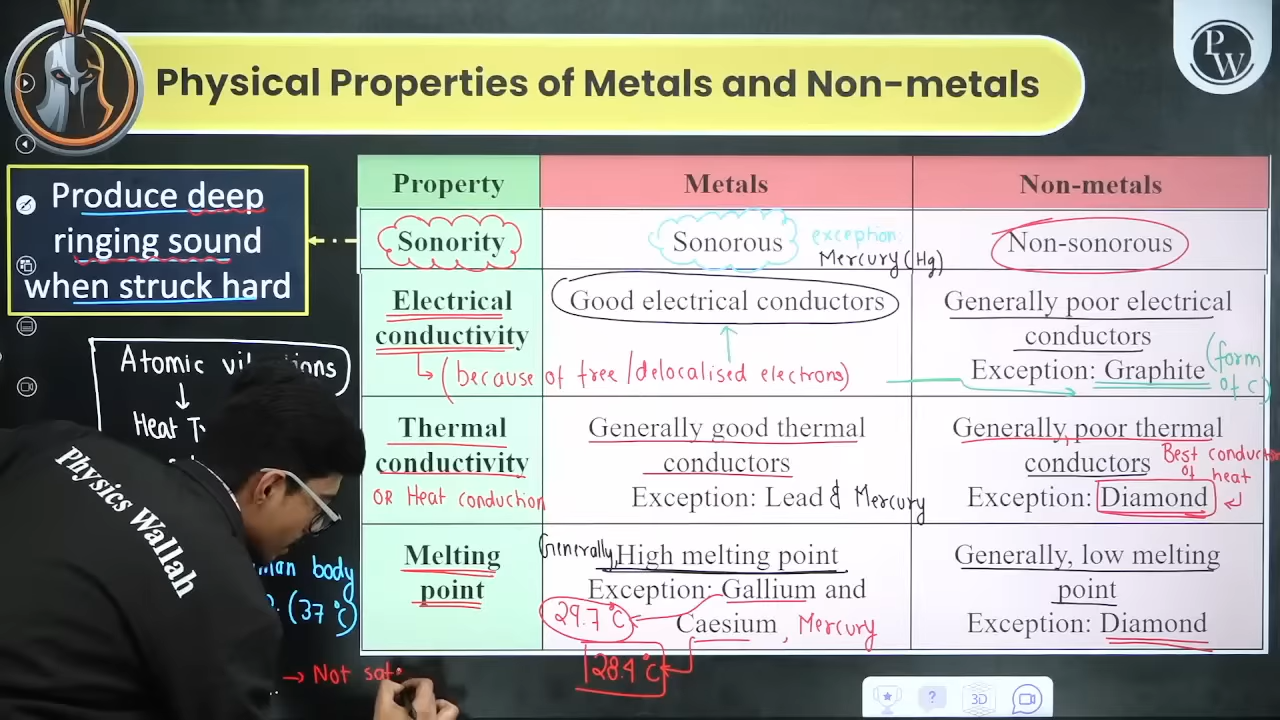 Physical Properties of Metals and Non-metals
PW
Produce deep
ringing sound
when struck hard
Property
Metals
Non-metals
Sonority
Sonorous
exception:
Mercury (Hg)
Non-sonorous
Electrical
conductivity
Good electrical conductors
(because of free/delocalised electrons)
Generally poor electrical
conductors
Exception: Graphite
(form
of C)
Thermal
conductivity
OR Heat conduction
Generally good thermal
conductors
Exception: Lead & Mercury
Generally, poor thermal
conductors
Exception: Diamond
Best conductor
of heat
Melting
point
Generally, High melting point
Exception: Gallium and
Caesium, Mercury
29.7°C
28.4°C
Generally, low melting
point
Exception: Diamond
Atomic
↓
Heat
body
(37°C)
→ Not
Physics Wallah
?
3D